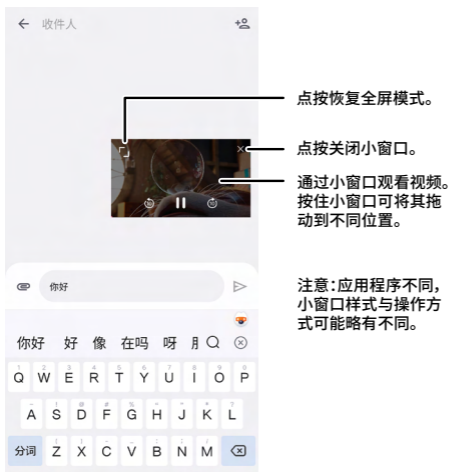 收件人
点按恢复全屏模式。
点按关闭小窗口。
通过小窗口观看视频。
按住小窗口可将其拖
动到不同位置。
你好
注意：应用程序不同，
小窗口样式与操作方
式可能略有不同。
你好 好 像 在吗 呀
Q W E R T Y U I O P
A S D F G H J K L
分词 Z X C V B N M